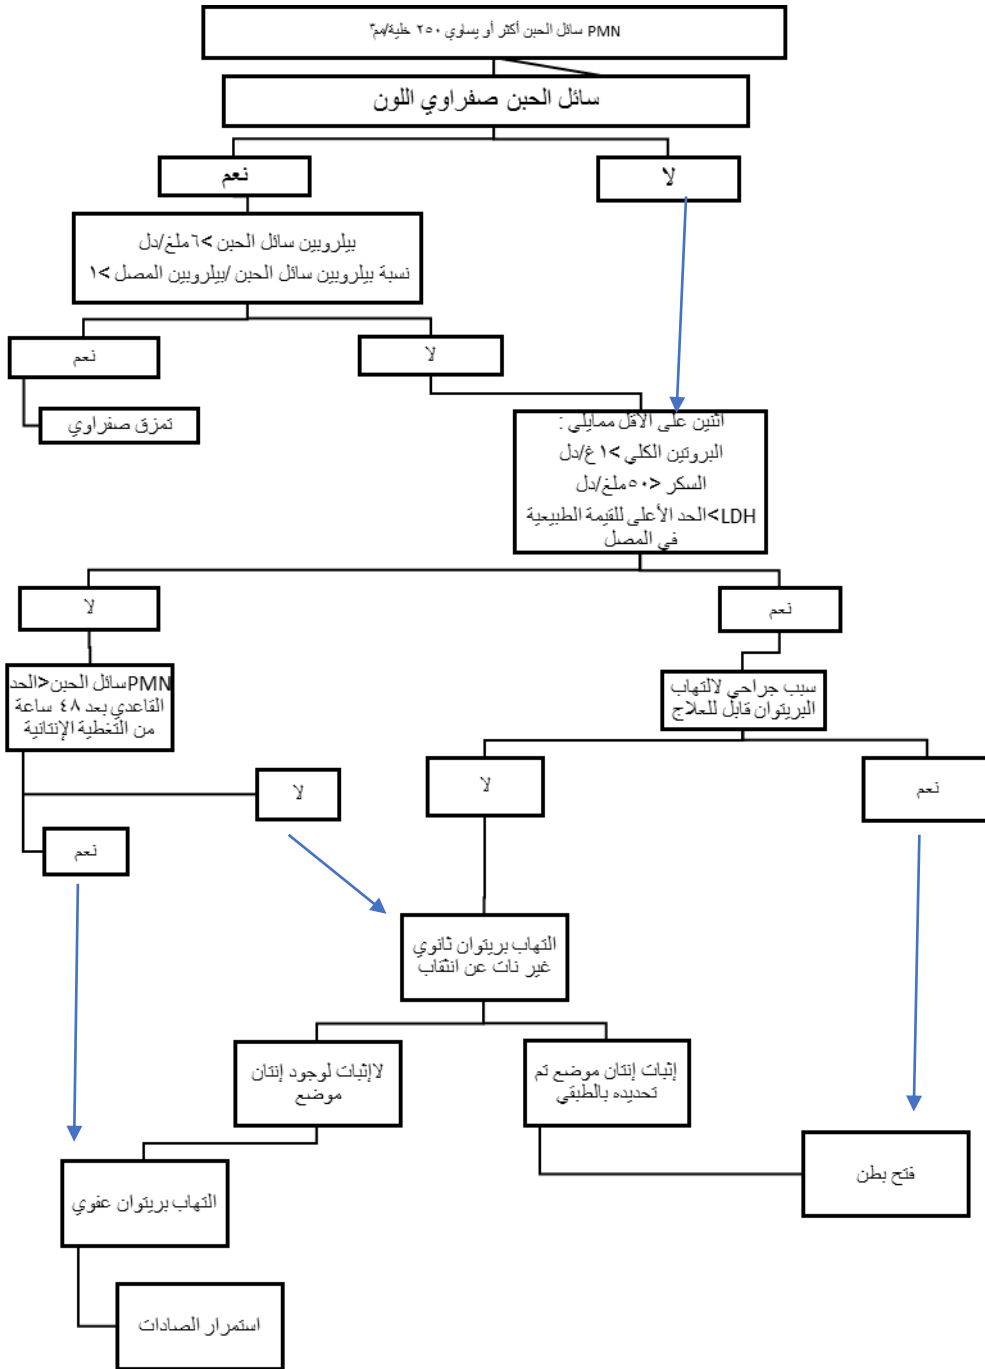 PMN سائل الحبن أكثر أو يساوي ٢٥٠ خلية/مم٣
سائل الحبن صفراوي اللون
لا
نعم
بيلروبين سائل الحبن >٦ملغ/دل
نسبة بيلروبين سائل الحبن /بيلروبين المصل >١
لا
نعم
تمزق صفراوي
اثنين على الأقل ممايلي :
البروتين الكلي >١غ/دل
السكر <٥٠ملغ/دل
LDH>الحد الأعلى للقيمة الطبيعية
في المصل
نعم
لا
سبب جراحي لالتهاب
البريتوان قابل للعلاج
PMNسائل الحبن<الحد
القاعدي بعد ٤٨ ساعة
من التغطية الإنتانية
نعم
لا
لا
نعم
التهاب بريتوان ثانوي
غير نات عن انثقاب
إثبات إنتان موضع تم
تحديده بالطبقي
لاإثبات لوجود إنتان
موضع
فتح بطن
التهاب بريتوان عفوي
استمرار الصادات